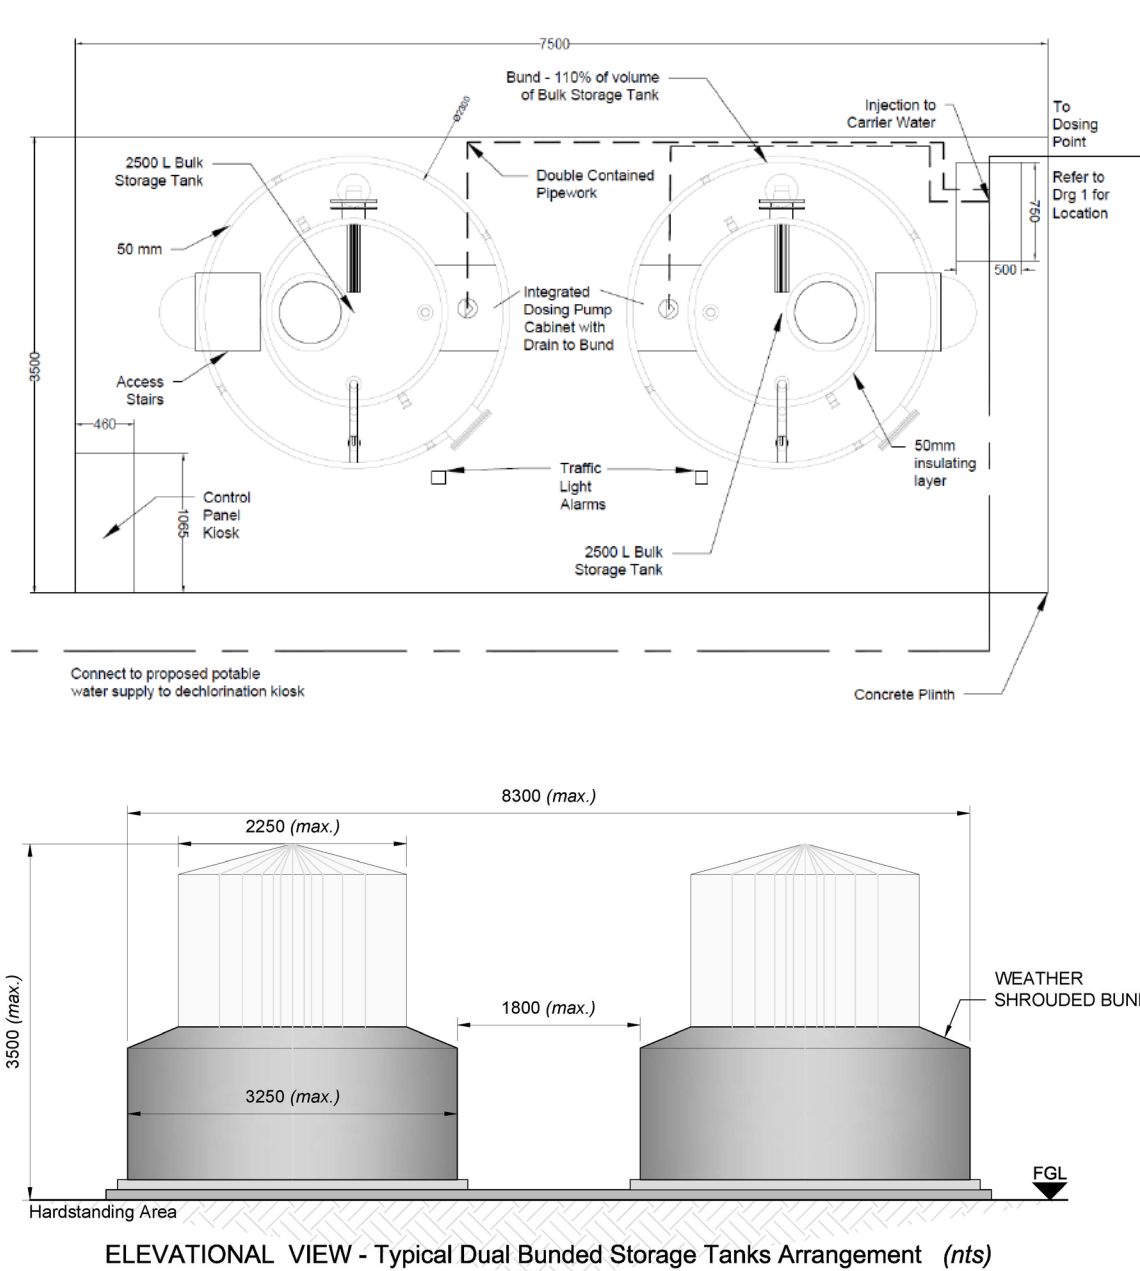 7500
Bund - 110% of volume
of Bulk Storage Tank
Ø2300
Injection to
Carrier Water
To
Dosing
Point
2500 L Bulk
Storage Tank
Double Contained
Pipework
Refer to
Drg 1 for
Location
750
50 mm
500
Integrated
Dosing Pump
Cabinet with
Drain to Bund
3500
Access
Stairs
460
50mm
insulating
layer
Traffic
Light
Alarms
Control
Panel
Kiosk
1065
2500 L Bulk
Storage Tank
Connect to proposed potable
water supply to dechlorination kiosk
Concrete Plinth
8300 (max.)
2250 (max.)
WEATHER
SHROUDED BUN
1800 (max.)
3500 (max.)
3250 (max.)
FGL
Hardstanding Area
ELEVATIONAL VIEW - Typical Dual Bunded Storage Tanks Arrangement (nts)